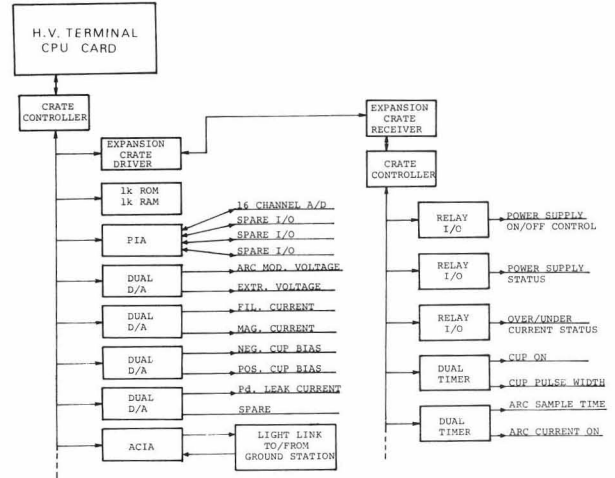 H.V. TERMINAL
CPU CARD
CRATE
CONTROLLER
EXPANSION
CRATE
DRIVER
1k ROM
1k RAM
PIA
16 CHANNEL A/D
SPARE I/O
SPARE I/O
SPARE I/O
DUAL
D/A
ARC MOD. VOLTAGE
EXTR. VOLTAGE
DUAL
D/A
FIL. CURRENT
MAG. CURRENT
DUAL
D/A
NEG. CUP BIAS
POS. CUP BIAS
DUAL
D/A
Pd. LEAK CURRENT
SPARE
ACIA
LIGHT LINK
TO/FROM
GROUND STATION
EXPANSION
CRATE
RECEIVER
CRATE
CONTROLLER
RELAY
I/O
POWER SUPPLY
ON/OFF CONTROL
RELAY
I/O
POWER SUPPLY
STATUS
RELAY
I/O
OVER/UNDER
CURRENT STATUS
DUAL
TIMER
CUP ON
CUP PULSE WIDTH
DUAL
TIMER
ARC SAMPLE TIME
ARC CURRENT ON